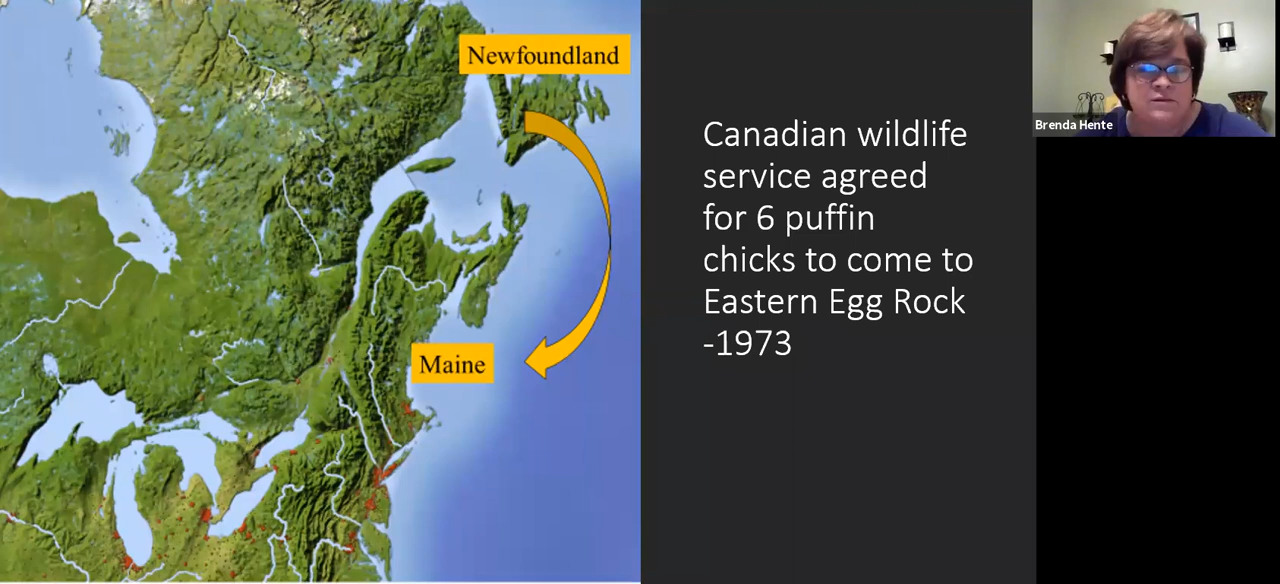 Newfoundland
Maine
Canadian wildlife
service agreed
for 6 puffin
chicks to come to
Eastern Egg Rock
-1973
Brenda Hente